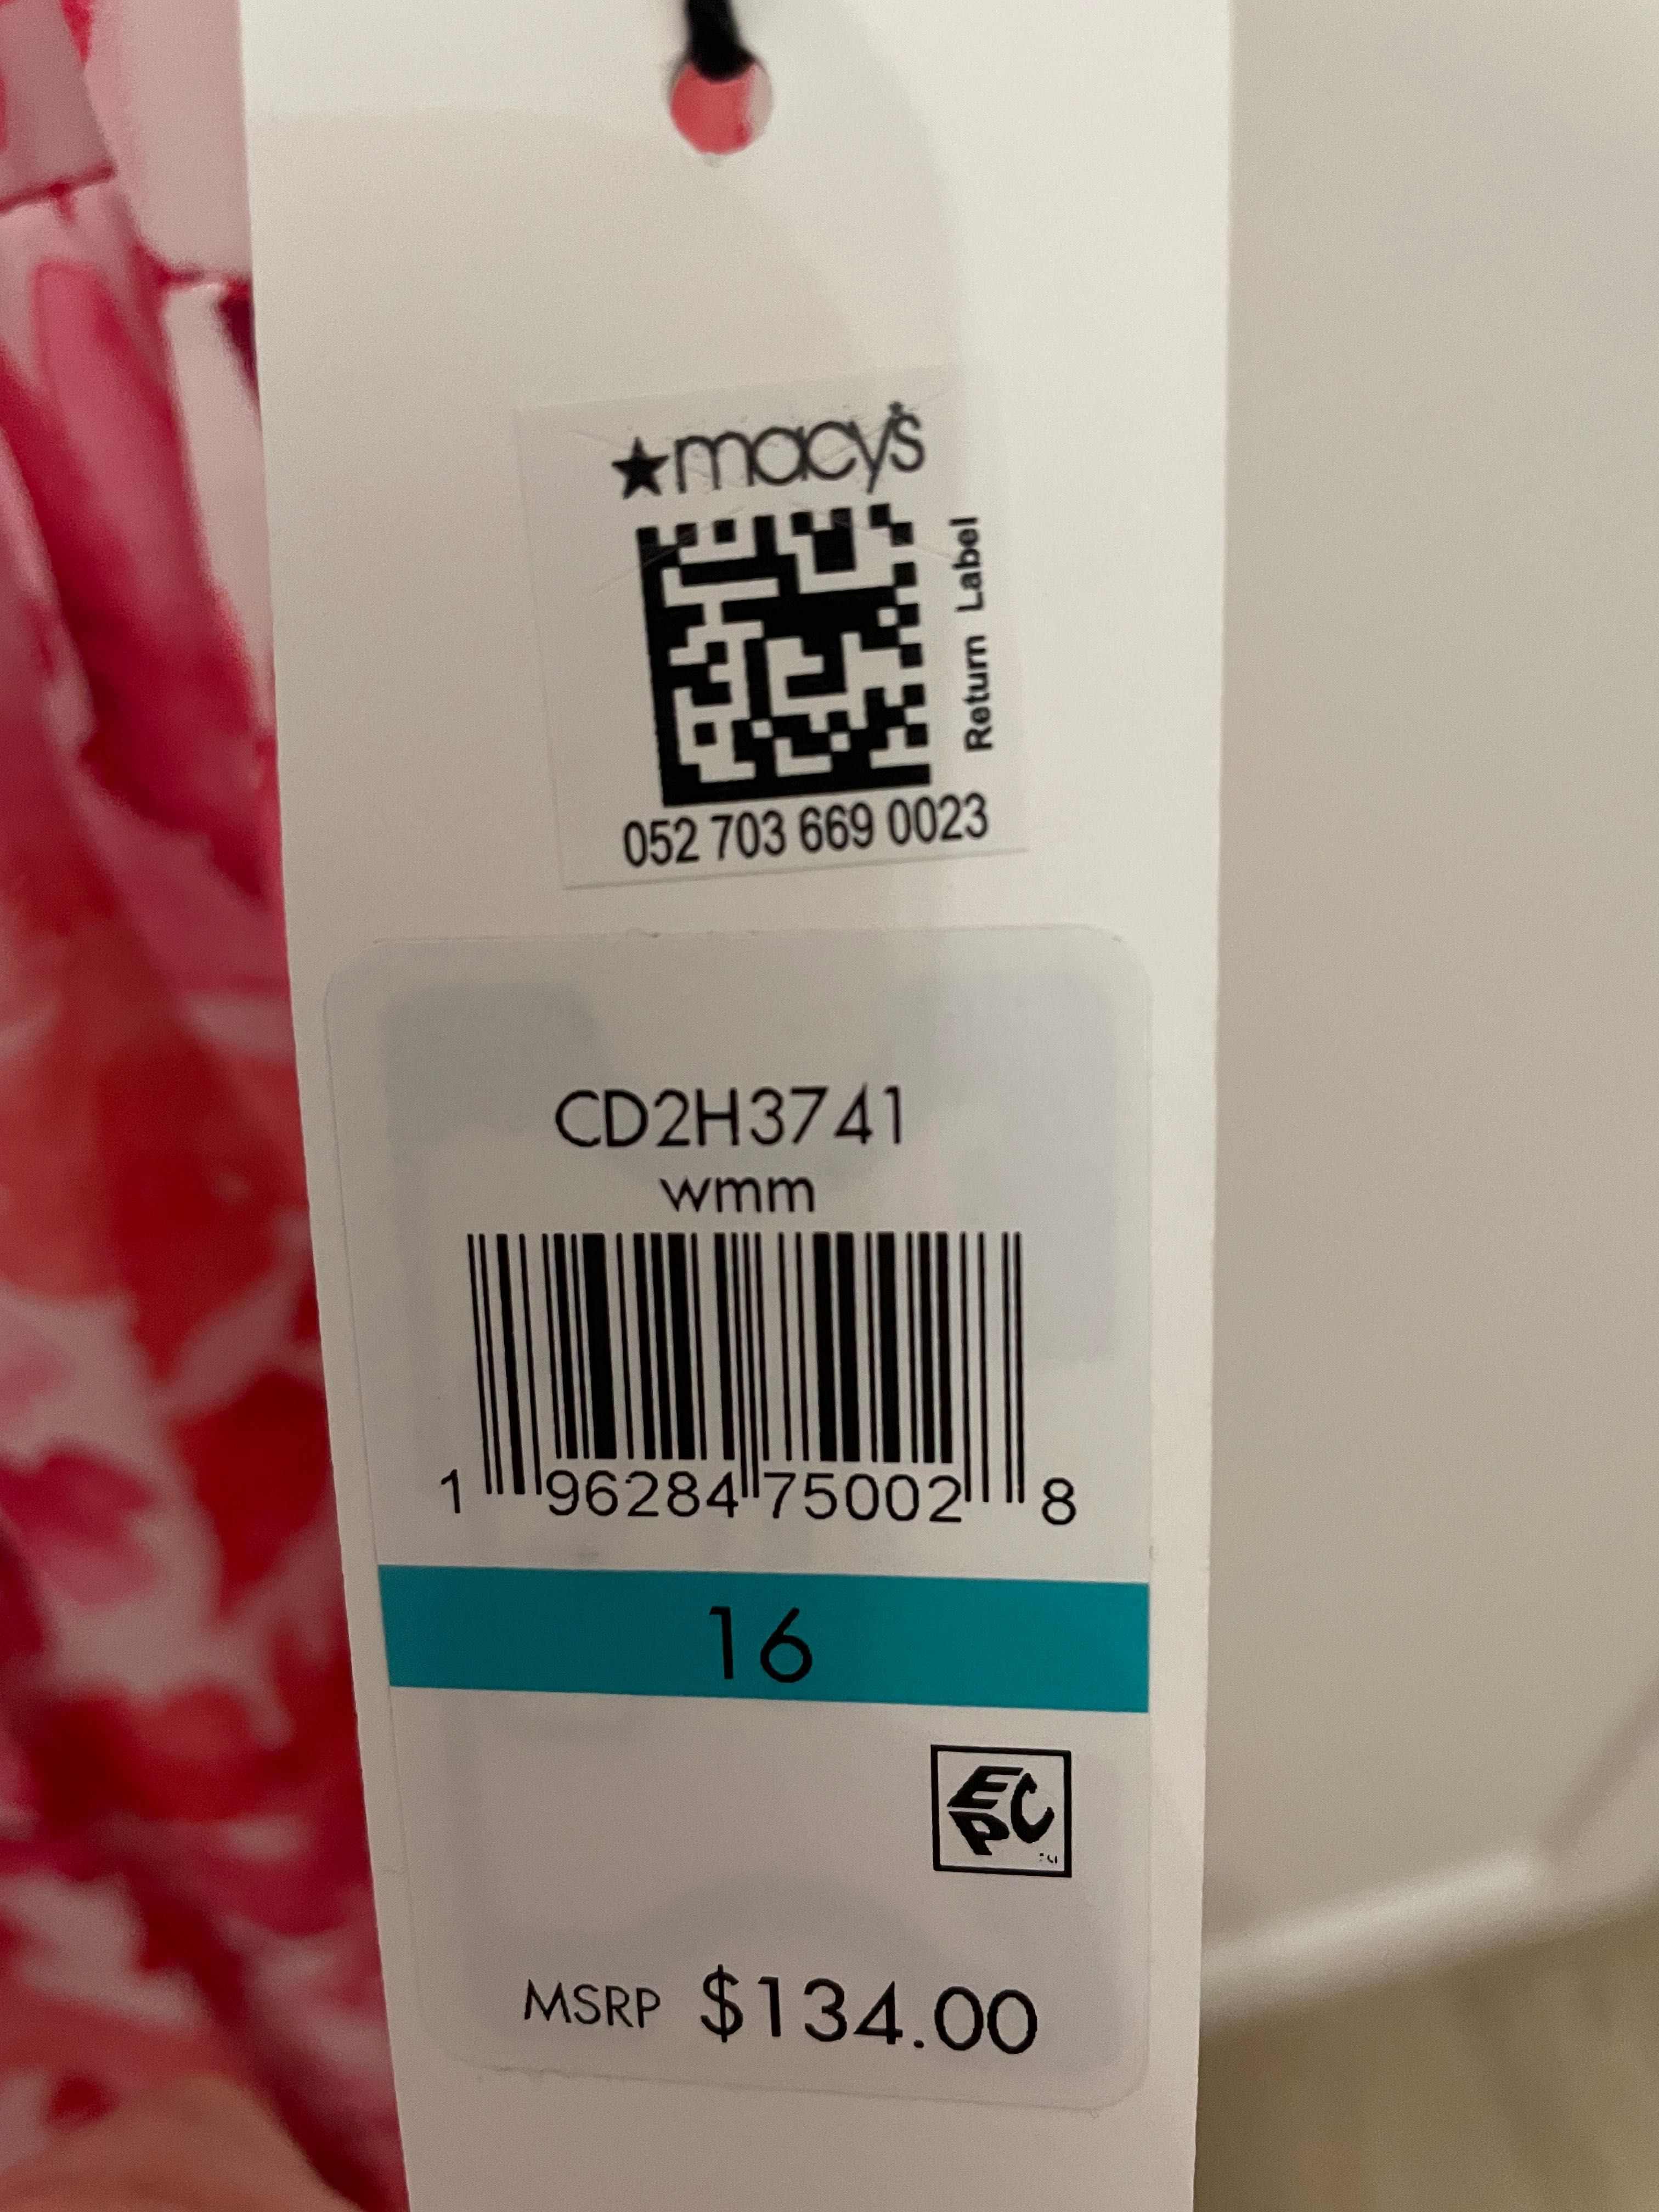 ★macy's
Return Label
052 703 669 0023
CD2H3741
wmm
1 96284 75002 8
16
EPC
MSRP $134.00